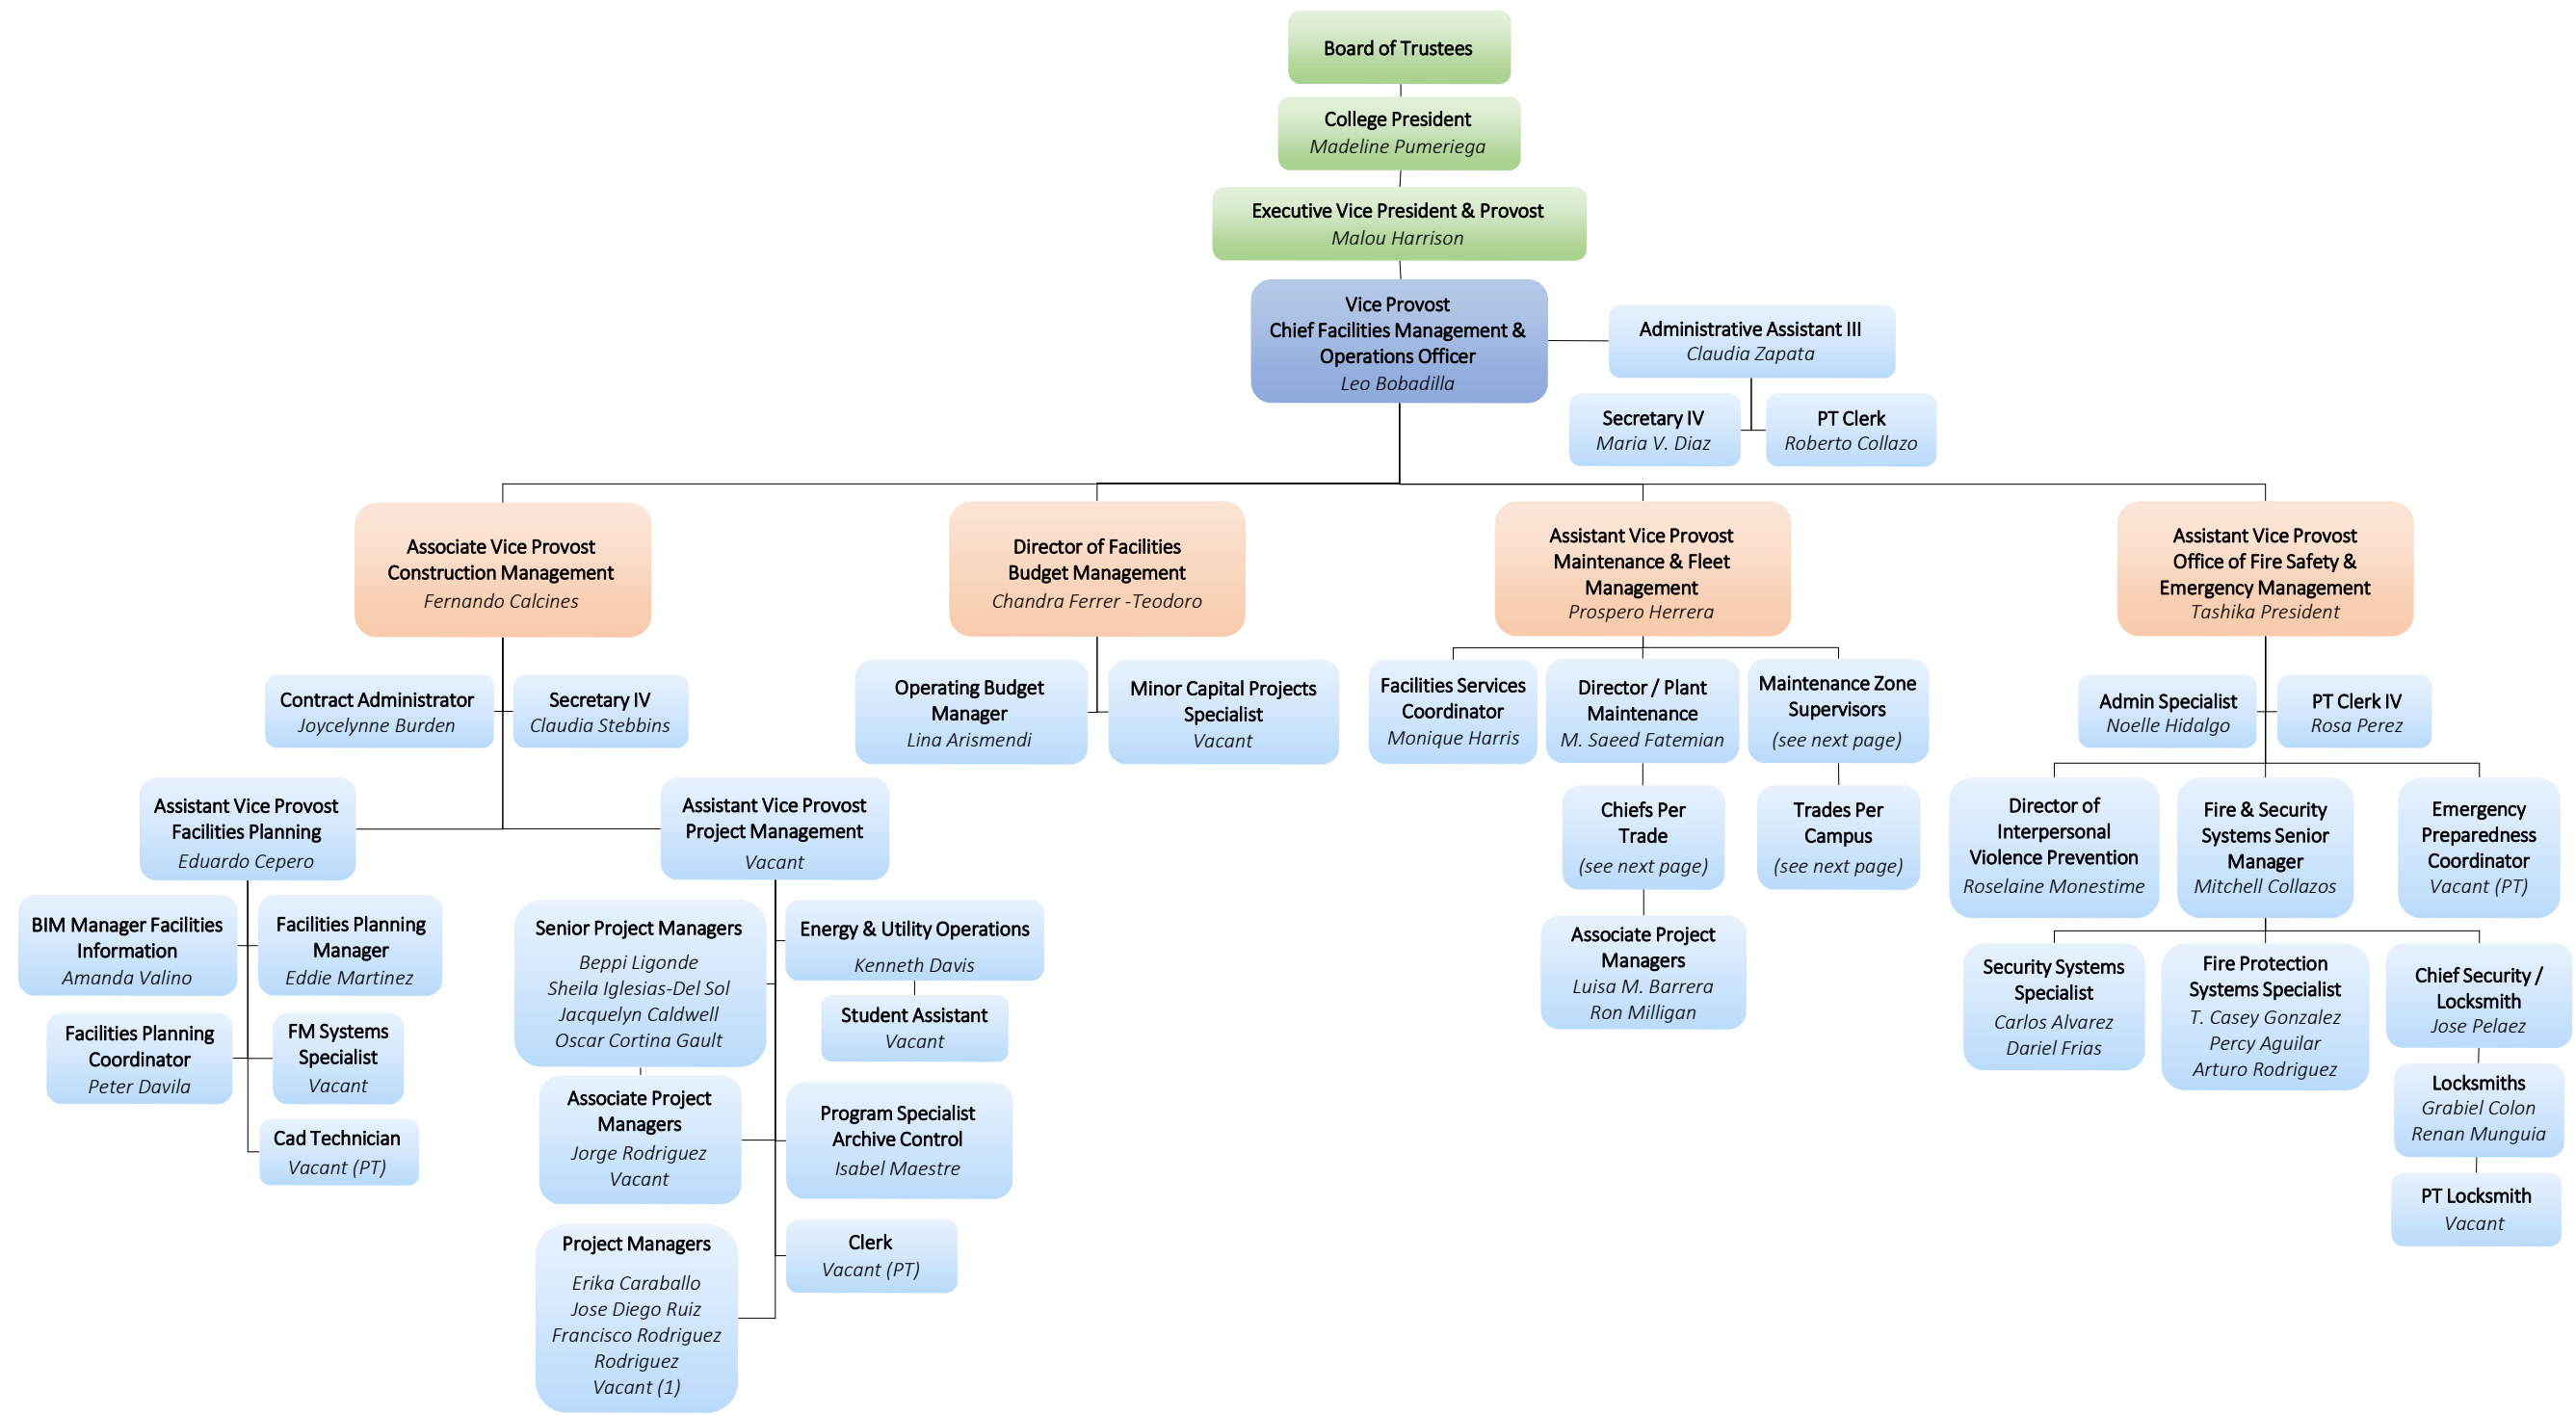 Board of Trustees
College President
Madeline Pumeriega
Executive Vice President & Provost
Malou Harrison
Vice Provost
Chief Facilities Management &
Operations Officer
Leo Bobadilla
Administrative Assistant III
Claudia Zapata
Secretary IV
Maria V. Diaz
PT Clerk
Roberto Collazo
Associate Vice Provost
Construction Management
Fernando Calcines
Director of Facilities
Budget Management
Chandra Ferrer -Teodoro
Assistant Vice Provost
Maintenance & Fleet
Management
Prospero Herrera
Assistant Vice Provost
Office of Fire Safety &
Emergency Management
Tashika President
Contract Administrator
Joycelynne Burden
Secretary IV
Claudia Stebbins
Operating Budget
Manager
Lina Arismendi
Minor Capital Projects
Specialist
Vacant
Facilities Services
Coordinator
Monique Harris
Director / Plant
Maintenance
M. Saeed Fatemian
Maintenance Zone
Supervisors
(see next page)
Admin Specialist
Noelle Hidalgo
PT Clerk IV
Rosa Perez
Assistant Vice Provost
Facilities Planning
Eduardo Cepero
Assistant Vice Provost
Project Management
Vacant
Chiefs Per
Trade
(see next page)
Trades Per
Campus
(see next page)
Director of
Interpersonal
Violence Prevention
Roselaine Monestime
Fire & Security
Systems Senior
Manager
Mitchell Collazos
Emergency
Preparedness
Coordinator
Vacant (PT)
BIM Manager Facilities
Information
Amanda Valino
Facilities Planning
Manager
Eddie Martinez
Facilities Planning
Coordinator
Peter Davila
FM Systems
Specialist
Vacant
Cad Technician
Vacant (PT)
Senior Project Managers
Beppi Ligonde
Sheila Iglesias-Del Sol
Jacquelyn Caldwell
Oscar Cortina Gault
Energy & Utility Operations
Kenneth Davis
Student Assistant
Vacant
Associate Project
Managers
Jorge Rodriguez
Vacant
Program Specialist
Archive Control
Isabel Maestre
Project Managers
Erika Caraballo
Jose Diego Ruiz
Francisco Rodriguez
Rodriguez
Vacant (1)
Clerk
Vacant (PT)
Associate Project
Managers
Luisa M. Barrera
Ron Milligan
Security Systems
Specialist
Carlos Alvarez
Dariel Frias
Fire Protection
Systems Specialist
T. Casey Gonzalez
Percy Aguilar
Arturo Rodriguez
Chief Security /
Locksmith
Jose Pelaez
Locksmiths
Grabiel Colon
Renan Munguia
PT Locksmith
Vacant